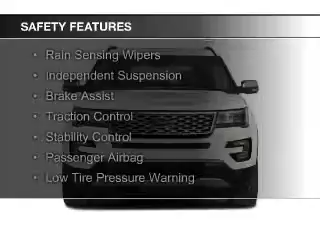 SAFETY FEATURES
• Rain Sensing Wipers
• Independent Suspension
• Brake Assist
• Traction Control
• Stability Control
• Passenger Airbag
• Low Tire Pressure Warning